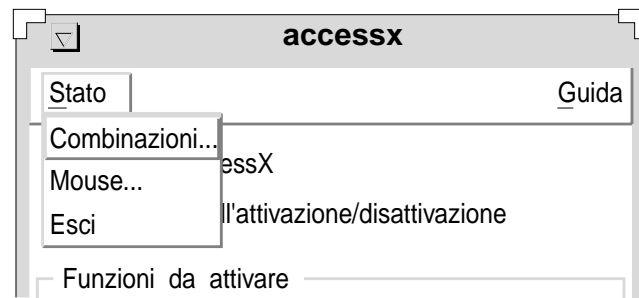 accessx
Stato Guida
Combinazioni...
essX
Mouse...
ll'attivazione/disattivazione
Esci
Funzioni da attivare